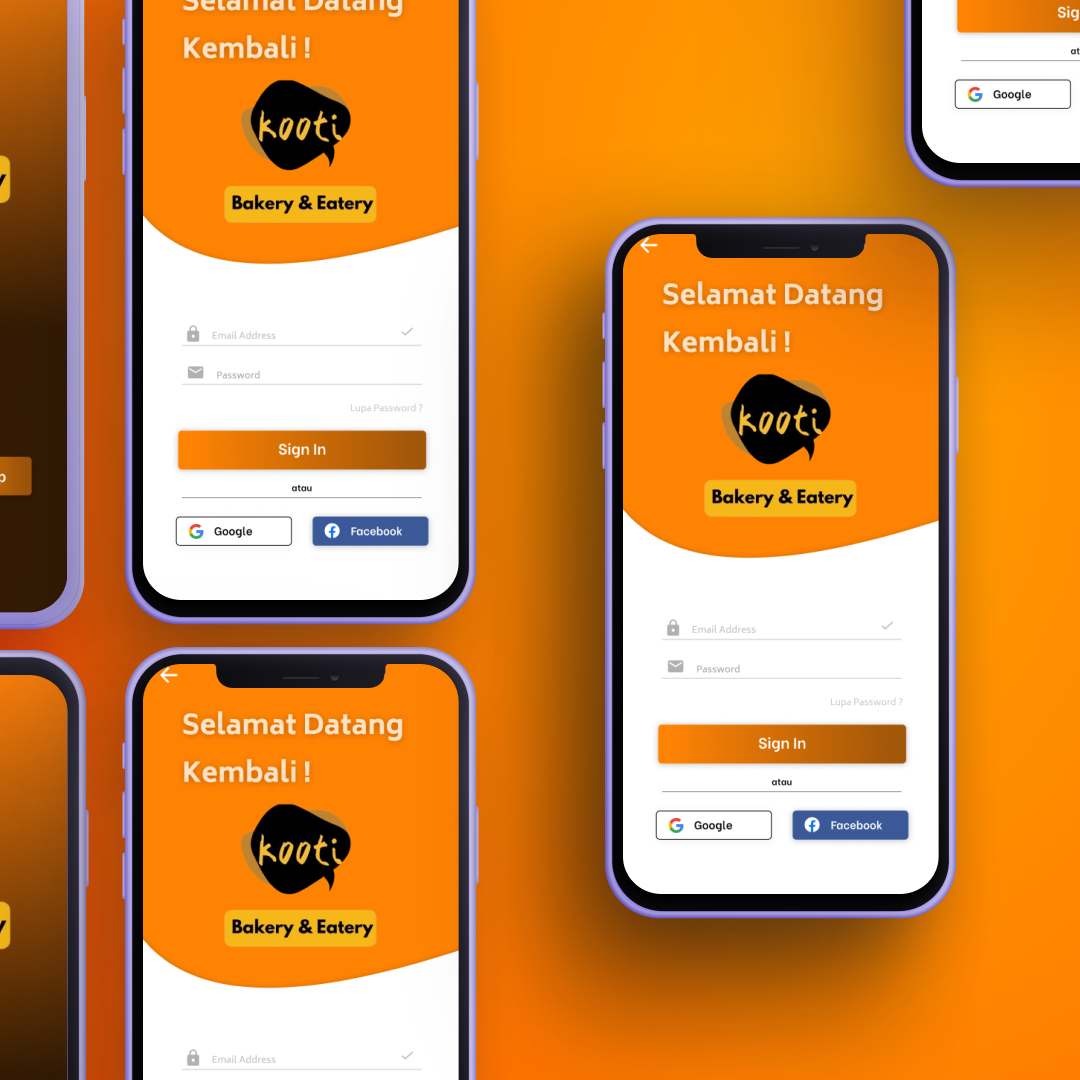 Selamat Datang
Kembali !
kooti
Bakery & Eatery
Email Address
Password
Lupa Password ?
Sign In
atau
Google
Facebook
Selamat Datang
Kembali !
kooti
Bakery & Eatery
Email Address
Google
Selamat Datang
Kembali !
kooti
Bakery & Eatery
Email Address
Password
Lupa Password ?
Sign In
atau
Google
Facebook